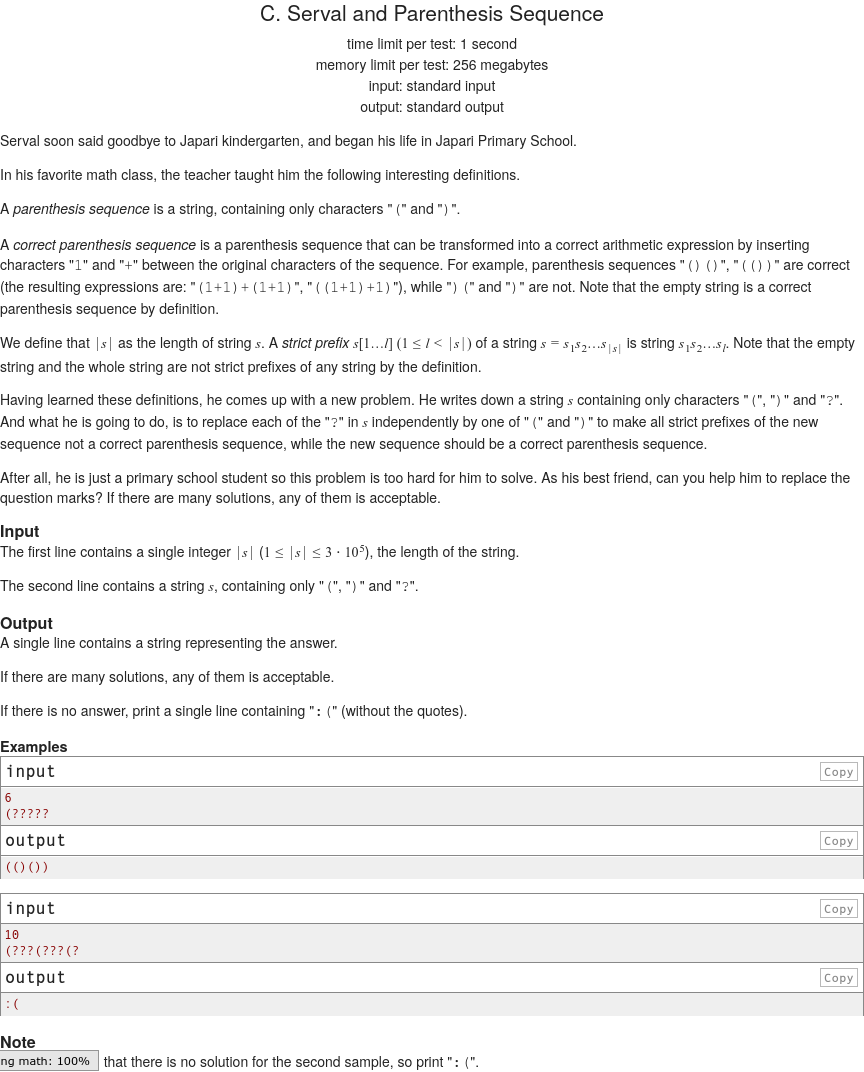 C. Serval and Parenthesis Sequence
time limit per test: 1 second
memory limit per test: 256 megabytes
input: standard input
output: standard output
Serval soon said goodbye to Japari kindergarten, and began his life in Japari Primary School.
In his favorite math class, the teacher taught him the following interesting definitions.
A parenthesis sequence is a string, containing only characters "(" and ")".
A correct parenthesis sequence is a parenthesis sequence that can be transformed into a correct arithmetic expression by inserting
characters "1" and "+" between the original characters of the sequence. For example, parenthesis sequences "()()", "(())" are correct
(the resulting expressions are: "(1+1)+(1+1)", "((1+1)+1)"), while ")(" and ")" are not. Note that the empty string is a correct
parenthesis sequence by definition.
We define that |s| as the length of string s. A strict prefix s[1…l] (1 ≤ l < |s|) of a string s = s₁s₂…s|s| is string s₁s₂…sₗ. Note that the empty
string and the whole string are not strict prefixes of any string by the definition.
Having learned these definitions, he comes up with a new problem. He writes down a string s containing only characters "(", ")" and "?".
And what he is going to do, is to replace each of the "?" in s independently by one of "(" and ")" to make all strict prefixes of the new
sequence not a correct parenthesis sequence, while the new sequence should be a correct parenthesis sequence.
After all, he is just a primary school student so this problem is too hard for him to solve. As his best friend, can you help him to replace the
question marks? If there are many solutions, any of them is acceptable.
Input
The first line contains a single integer |s| (1 ≤ |s| ≤ 3 · 10⁵), the length of the string.
The second line contains a string s, containing only "(", ")" and "?".
Output
A single line contains a string representing the answer.
If there are many solutions, any of them is acceptable.
If there is no answer, print a single line containing ":(" (without the quotes).
Examples
input Copy
6
(?????
output Copy
(()())
input Copy
10
(???(???(?
output Copy
:(
Note
ng math: 100% that there is no solution for the second sample, so print ":(".